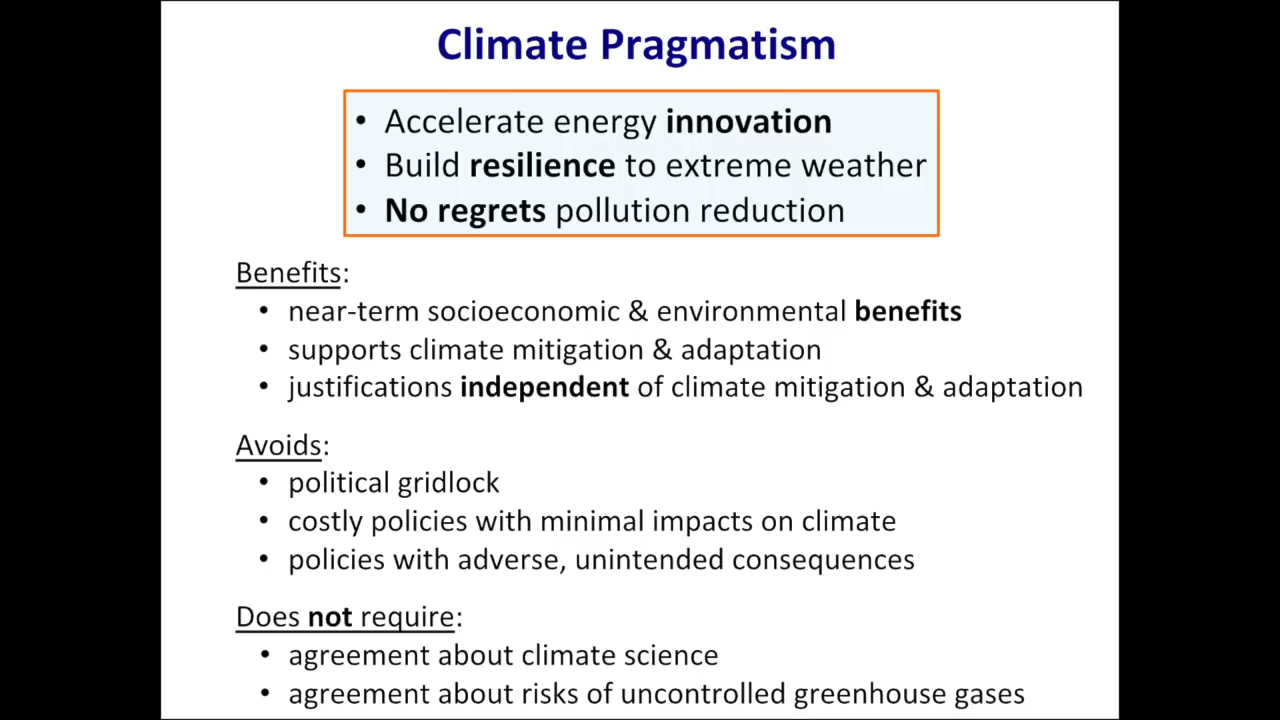 Climate Pragmatism
• Accelerate energy innovation
• Build resilience to extreme weather
• No regrets pollution reduction
Benefits:
• near-term socioeconomic & environmental benefits
• supports climate mitigation & adaptation
• justifications independent of climate mitigation & adaptation
Avoids:
• political gridlock
• costly policies with minimal impacts on climate
• policies with adverse, unintended consequences
Does not require:
• agreement about climate science
• agreement about risks of uncontrolled greenhouse gases